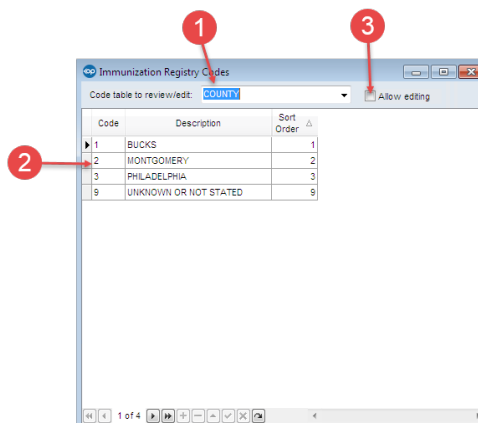 1
3
op Immunization Registry Codes
Code table to review/edit: COUNTY Allow editing
Code Description Sort Order
1 BUCKS 1
2
2 MONTGOMERY 2
3 PHILADELPHIA 3
9 UNKNOWN OR NOT STATED 9
1 of 4